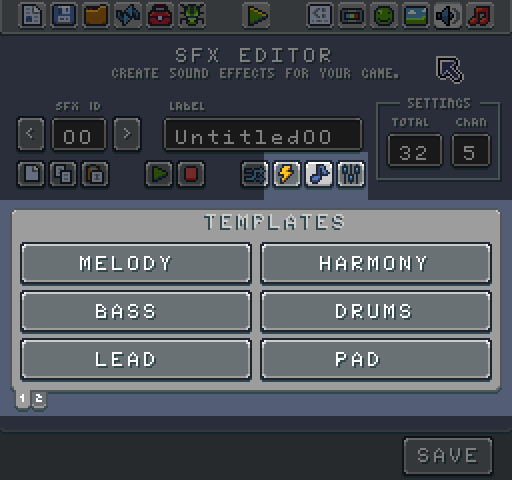 SFX EDITOR
CREATE SOUND EFFECTS FOR YOUR GAME.
SETTINGS
SFX ID
LABEL
TOTAL
CHAN
<
00
>
Untitled00
32
5
TEMPLATES
MELODY
HARMONY
BASS
DRUMS
LEAD
PAD
1
2
SAVE